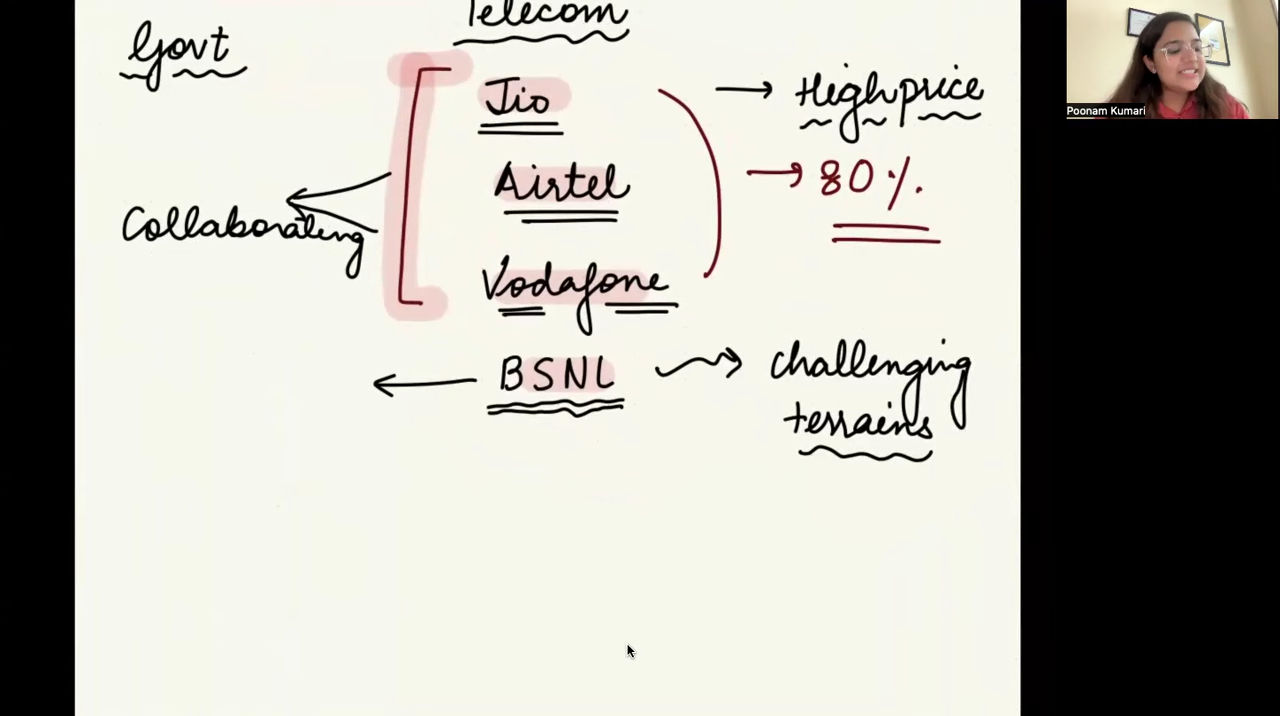 Telecom
Govt
Jio
→ High price
Airtel
→ 80%.
Collaborating
Vodafone
BSNL
challenging
terrains
Poonam Kumari